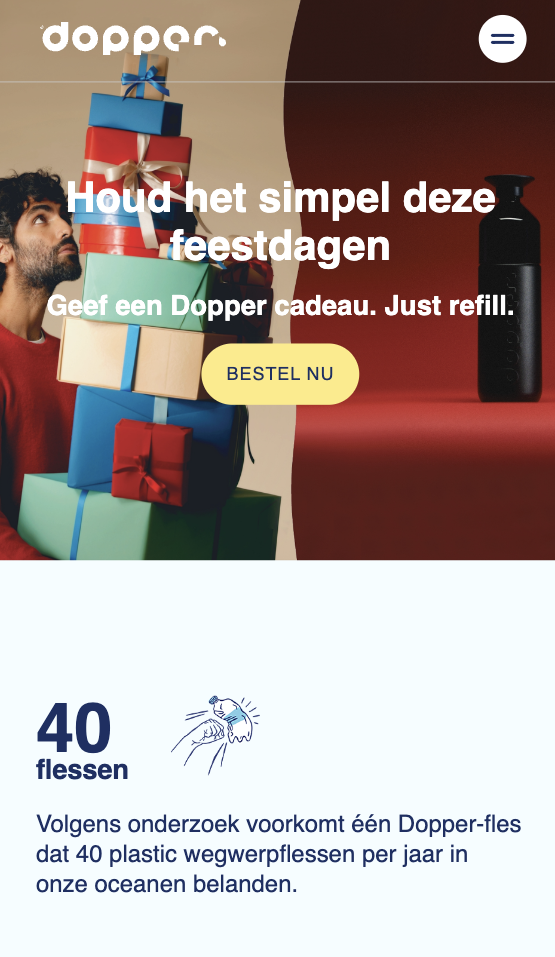 dopper
Houd het simpel deze
feestdagen
Geef een Dopper cadeau. Just refill.
BESTEL NU
40
flessen
Volgens onderzoek voorkomt één Dopper-fles
dat 40 plastic wegwerpflessen per jaar in
onze oceanen belanden.